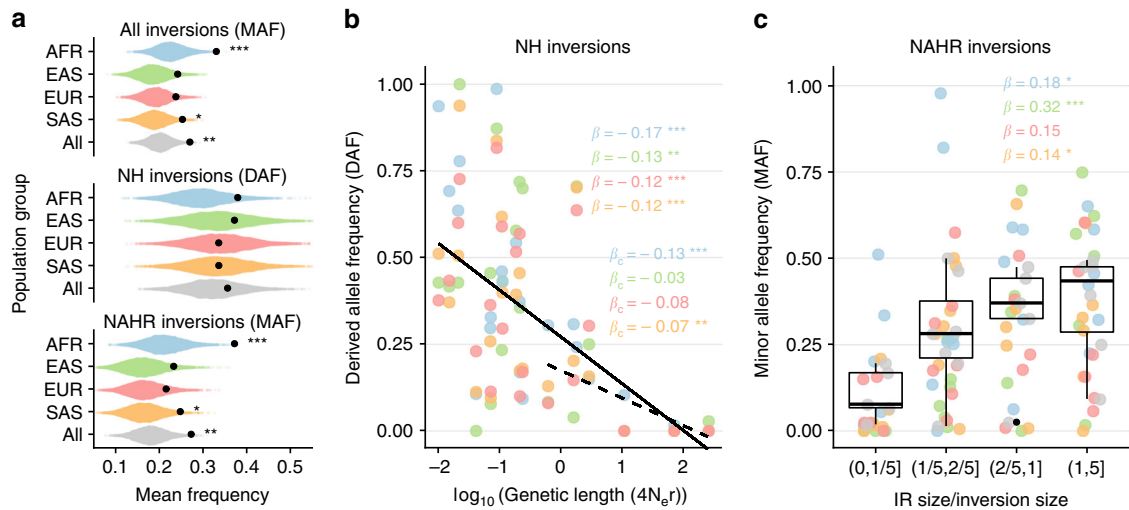 a
All inversions (MAF)
AFR
***
EAS
EUR
SAS
*
All
**
NH inversions (DAF)
AFR
EAS
EUR
SAS
All
NAHR inversions (MAF)
AFR
***
EAS
EUR
SAS
*
All
**
0.1 0.2 0.3 0.4 0.5
Mean frequency
Population group
b
NH inversions
1.00
0.75
0.50
0.25
0.00
β = − 0.17 ***
β = − 0.13 **
β = − 0.12 ***
β = − 0.12 ***
βc = − 0.13 ***
βc = − 0.03
βc = − 0.08
βc = − 0.07 **
−2 −1 0 1 2
log10 (Genetic length (4Ner))
Derived allele frequency (DAF)
c
NAHR inversions
1.00
0.75
0.50
0.25
0.00
β = 0.18 *
β = 0.32 ***
β = 0.15
β = 0.14 *
(0,1/5] (1/5,2/5] (2/5,1] (1,5]
IR size/inversion size
Minor allele frequency (MAF)